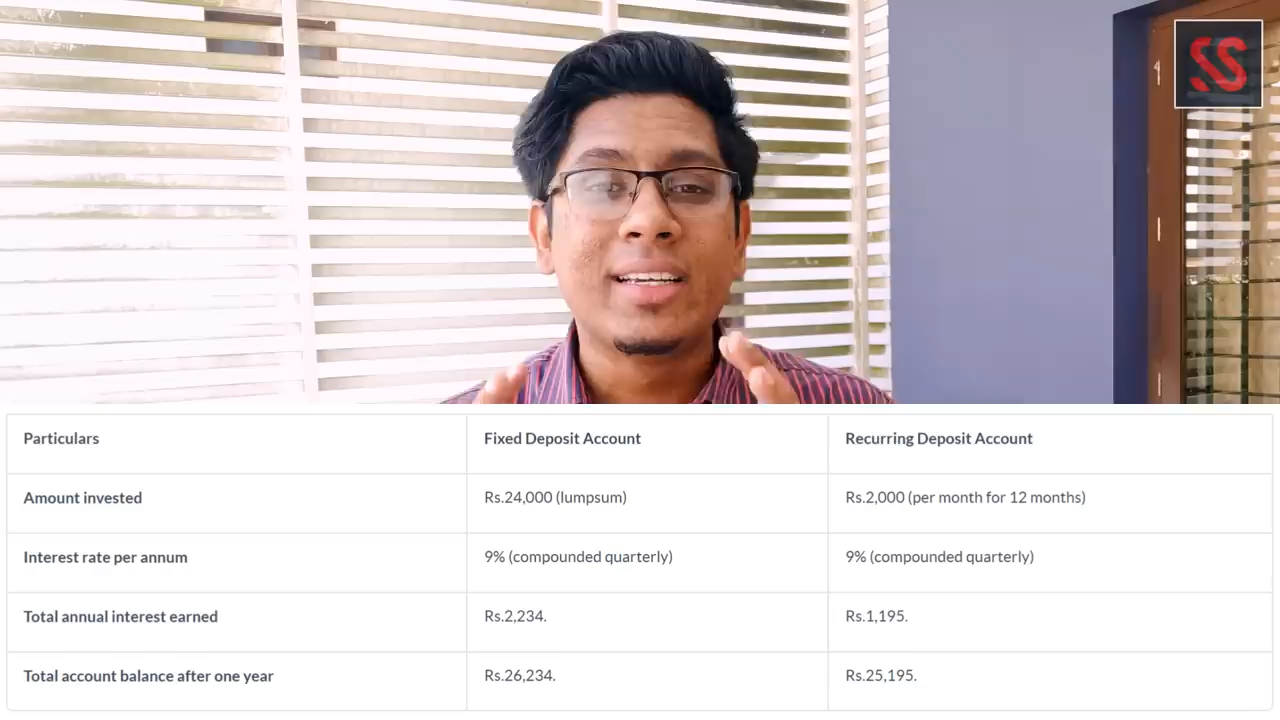 SS
Particulars Fixed Deposit Account Recurring Deposit Account
Amount invested Rs.24,000 (lumpsum) Rs.2,000 (per month for 12 months)
Interest rate per annum 9% (compounded quarterly) 9% (compounded quarterly)
Total annual interest earned Rs.2,234. Rs.1,195.
Total account balance after one year Rs.26,234. Rs.25,195.